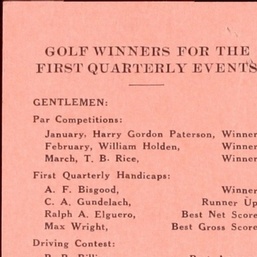 GOLF WINNERS FOR THE
FIRST QUARTERLY EVENTS
GENTLEMEN:
Par Competitions:
January, Harry Gordon Paterson, Winner
February, William Holden, Winner
March, T. B. Rice, Winner
First Quarterly Handicaps:
A. F. Bisgood, Winner
C. A. Gundelach, Runner Up
Ralph A. Elguero, Best Net Score
Max Wright, Best Gross Score
Driving Contest: